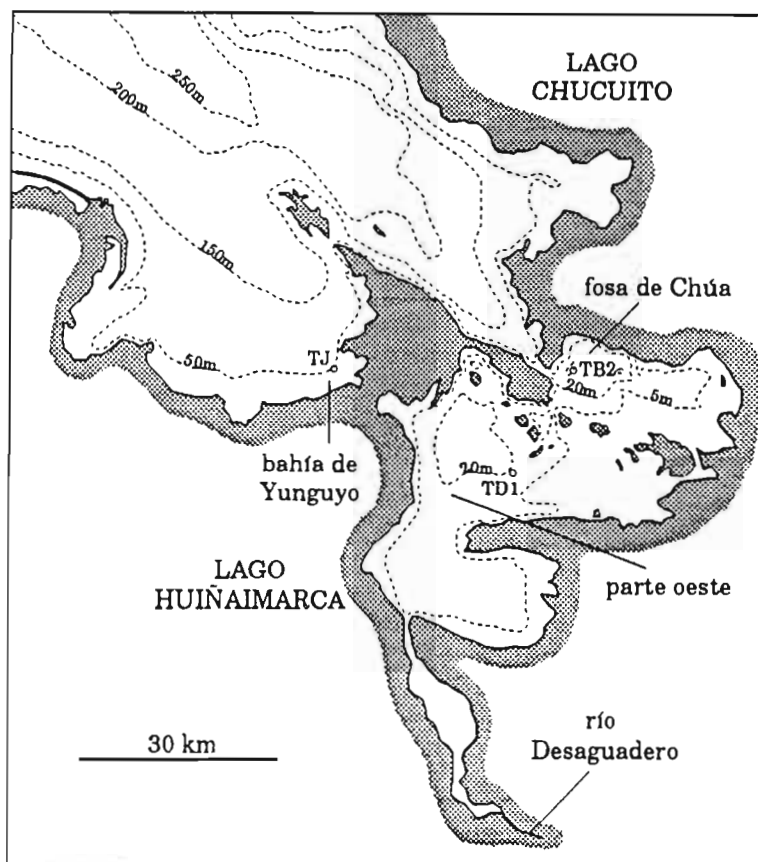 LAGO
CHUCUITO
250m
200m
fosa de Chúa
150m
TJ
TB2
50m
20m
5m
bahía de
Yunguyo
20m
TD1
LAGO
HUIÑAIMARCA
parte oeste
río
Desaguadero
30 km